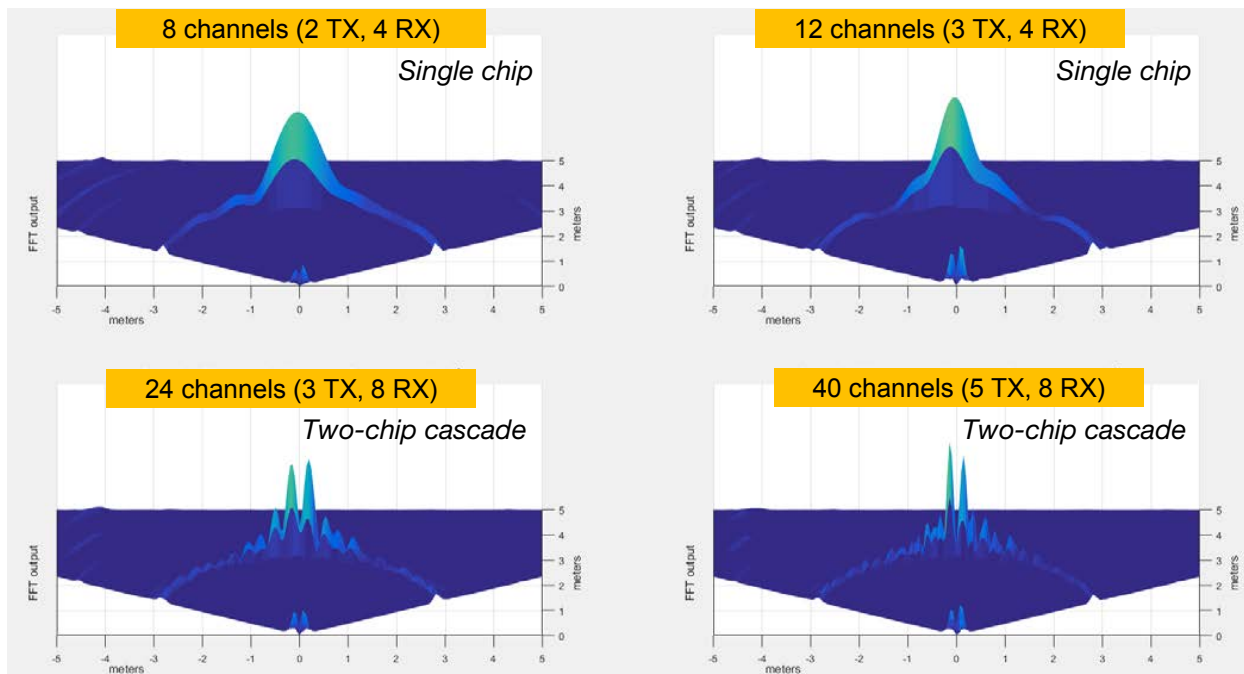 8 channels (2 TX, 4 RX)
Single chip
FFT output
5
4
3
2
1
0
meters
-5 -4 -3 -2 -1 0 1 2 3 4 5
meters
12 channels (3 TX, 4 RX)
Single chip
FFT output
5
4
3
2
1
0
meters
-5 -4 -3 -2 -1 0 1 2 3 4 5
meters
24 channels (3 TX, 8 RX)
Two-chip cascade
FFT output
5
4
3
2
1
0
meters
-5 -4 -3 -2 -1 0 1 2 3 4 5
meters
40 channels (5 TX, 8 RX)
Two-chip cascade
FFT output
5
4
3
2
1
0
meters
-5 -4 -3 -2 -1 0 1 2 3 4 5
meters